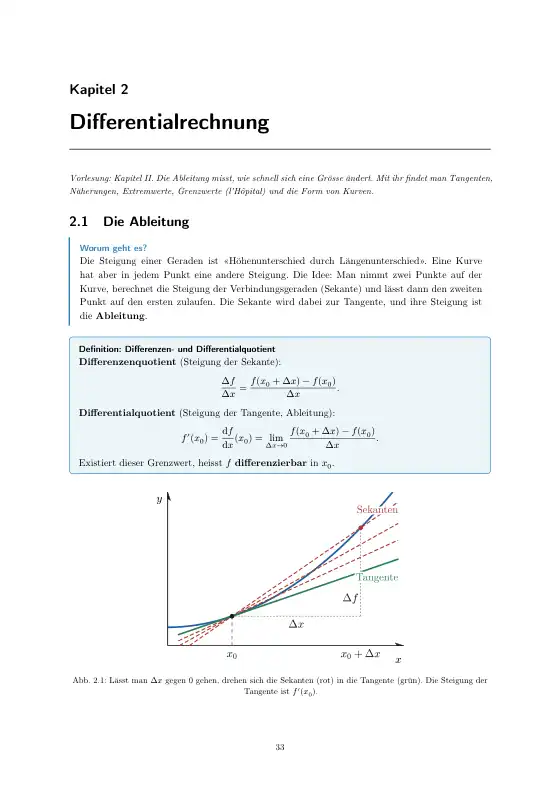 Kapitel 2
Differentialrechnung
Vorlesung: Kapitel II. Die Ableitung misst, wie schnell sich eine Grösse ändert. Mit ihr findet man Tangenten,
Näherungen, Extremwerte, Grenzwerte (l'Hôpital) und die Form von Kurven.
2.1 Die Ableitung
Worum geht es?
Die Steigung einer Geraden ist «Höhenunterschied durch Längenunterschied». Eine Kurve
hat aber in jedem Punkt eine andere Steigung. Die Idee: Man nimmt zwei Punkte auf der
Kurve, berechnet die Steigung der Verbindungsgeraden (Sekante) und lässt dann den zweiten
Punkt auf den ersten zulaufen. Die Sekante wird dabei zur Tangente, und ihre Steigung ist
die Ableitung.
Definition: Differenzen- und Differentialquotient
Differenzenquotient (Steigung der Sekante):
Δf/Δx = (f(x₀ + Δx) − f(x₀))/Δx.
Differentialquotient (Steigung der Tangente, Ableitung):
f′(x₀) = df/dx(x₀) = lim Δx→0 (f(x₀ + Δx) − f(x₀))/Δx.
Existiert dieser Grenzwert, heisst f differenzierbar in x₀.
y
Sekanten
Tangente
Δf
Δx
x₀
x₀ + Δx
x
Abb. 2.1: Lässt man Δx gegen 0 gehen, drehen sich die Sekanten (rot) in die Tangente (grün). Die Steigung der
Tangente ist f′(x₀).
33